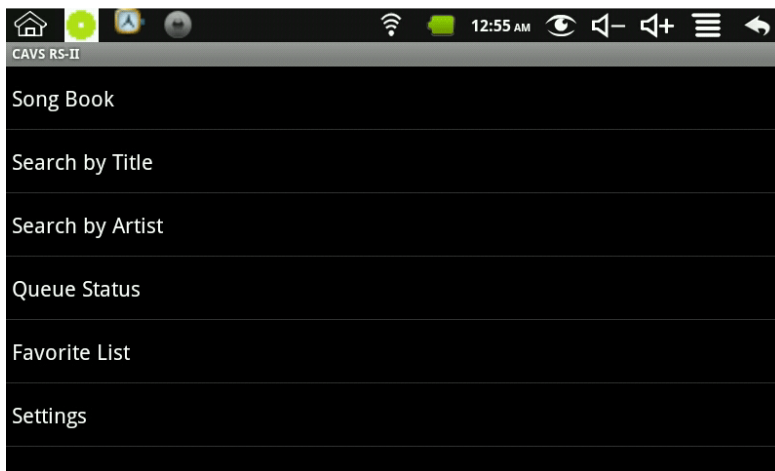 12:55 AM
CAVS RS-II
Song Book
Search by Title
Search by Artist
Queue Status
Favorite List
Settings